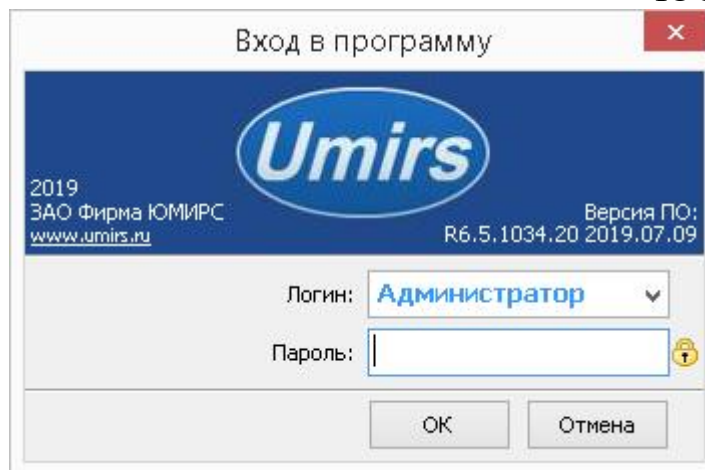 Вход в программу
Umirs
2019
ЗАО Фирма ЮМИРС
www.umirs.ru
Версия ПО:
R6.5.1034.20 2019.07.09
Логин:
Администратор
Пароль:
ОК
Отмена